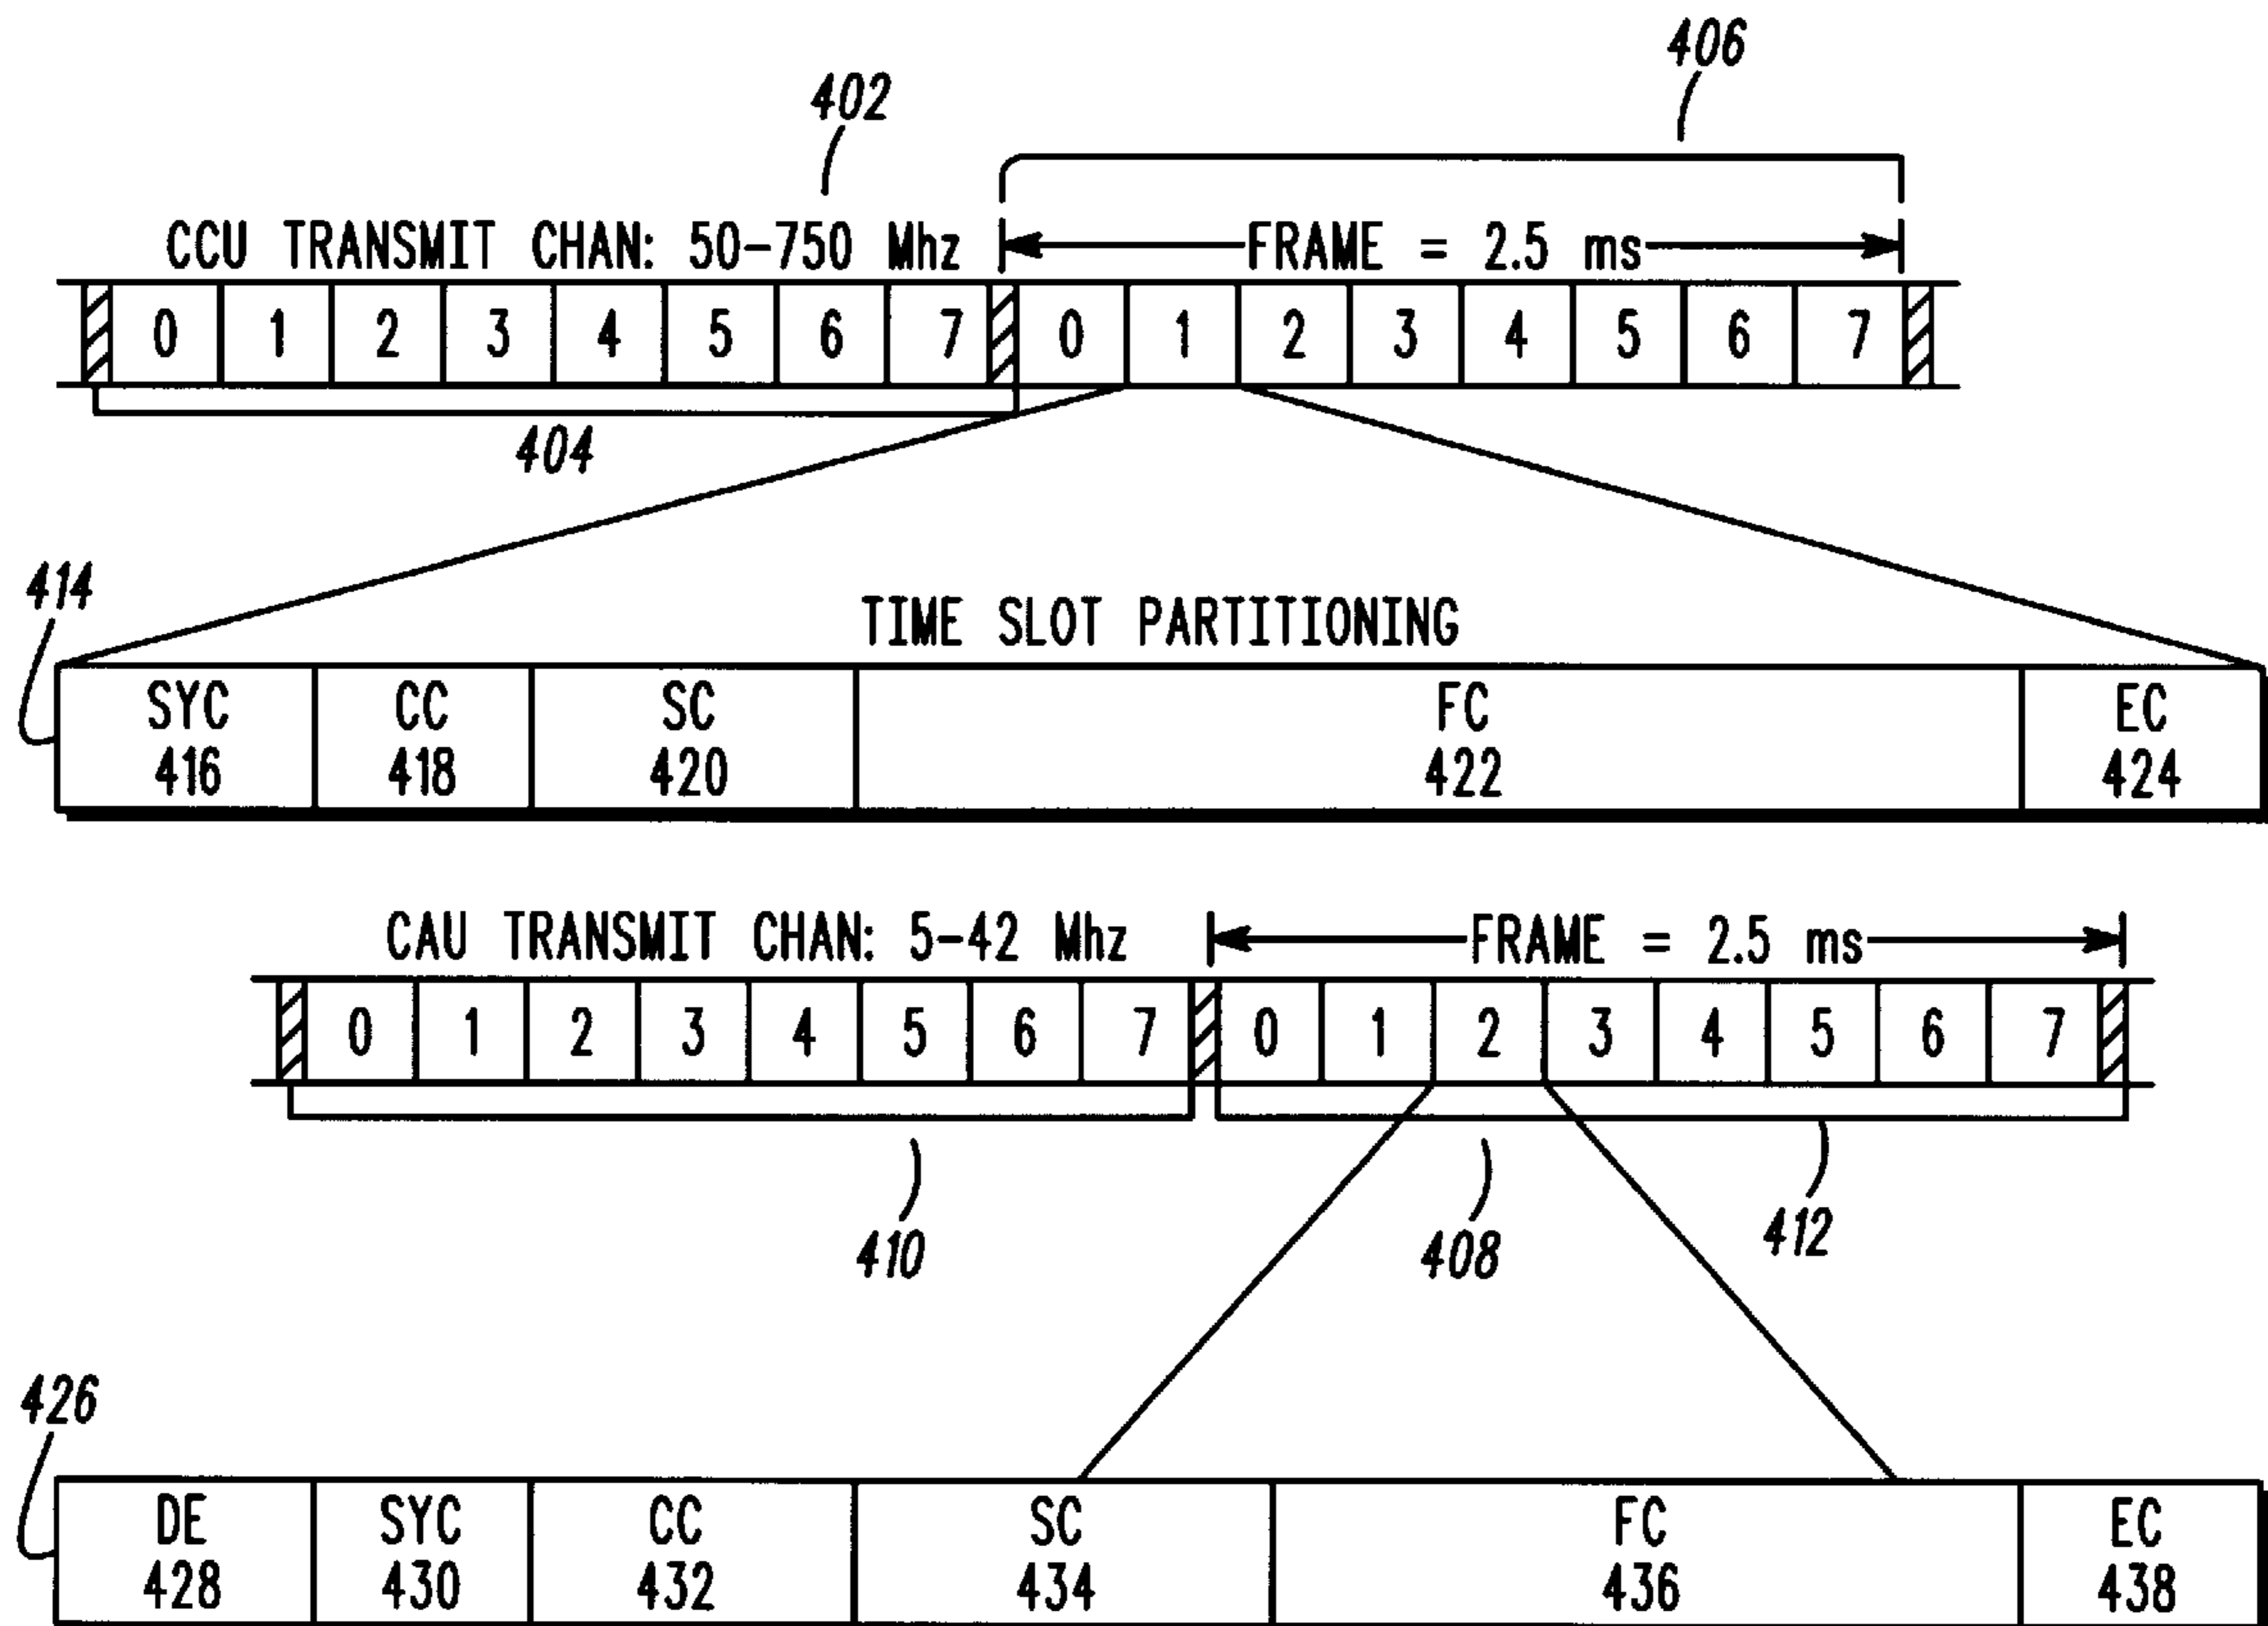 406
402
CCU TRANSMIT CHAN: 50-750 Mhz
FRAME = 2.5 ms
0 1 2 3 4 5 6 7 0 1 2 3 4 5 6 7
404
414
TIME SLOT PARTITIONING
SYC CC SC FC EC
416 418 420 422 424
CAU TRANSMIT CHAN: 5-42 Mhz
FRAME = 2.5 ms
0 1 2 3 4 5 6 7 0 1 2 3 4 5 6 7
410 408 412
426
DE SYC CC SC FC EC
428 430 432 434 436 438